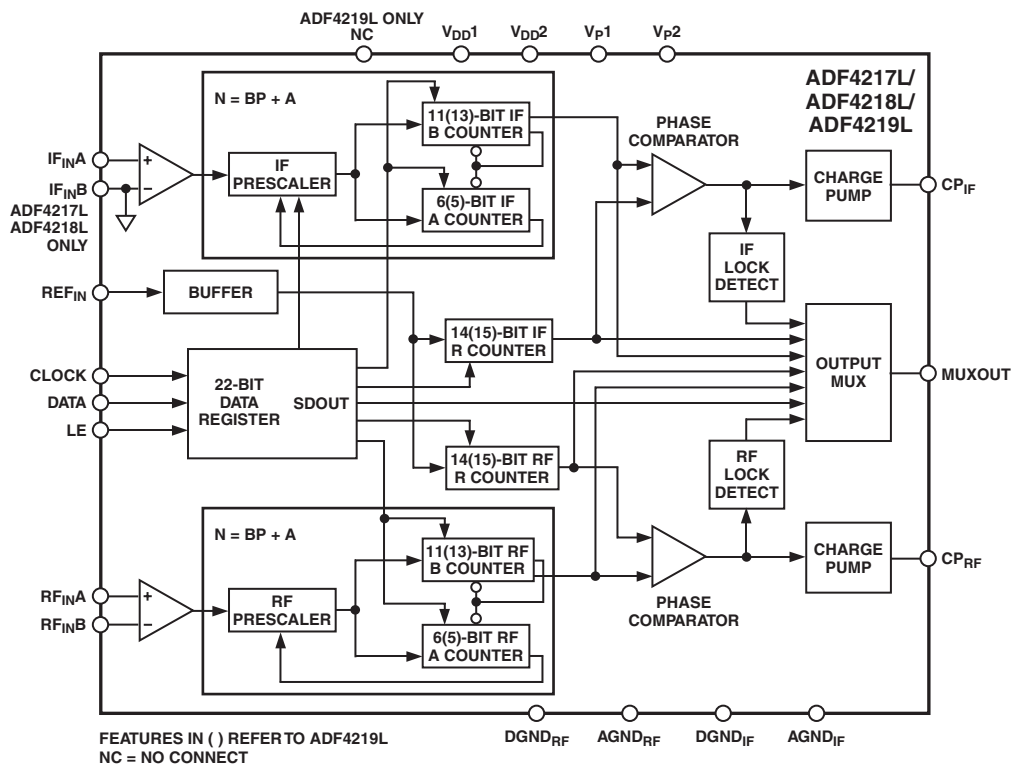 ADF4219L ONLY
NC
VDD1
VDD2
VP1
VP2
ADF4217L/
ADF4218L/
ADF4219L
N = BP + A
11(13)-BIT IF
B COUNTER
PHASE
COMPARATOR
IFINA
+
IF
PRESCALER
CHARGE
PUMP
CPIF
IFINB
–
6(5)-BIT IF
A COUNTER
ADF4217L
ADF4218L
ONLY
IF
LOCK
DETECT
REFIN
BUFFER
14(15)-BIT IF
R COUNTER
OUTPUT
MUX
MUXOUT
CLOCK
DATA
LE
22-BIT
DATA
REGISTER
SDOUT
14(15)-BIT RF
R COUNTER
RF
LOCK
DETECT
N = BP + A
11(13)-BIT RF
B COUNTER
CHARGE
PUMP
CPRF
RFINA
+
RF
PRESCALER
PHASE
COMPARATOR
RFINB
–
6(5)-BIT RF
A COUNTER
DGNDRF
AGNDRF
DGNDIF
AGNDIF
FEATURES IN ( ) REFER TO ADF4219L
NC = NO CONNECT